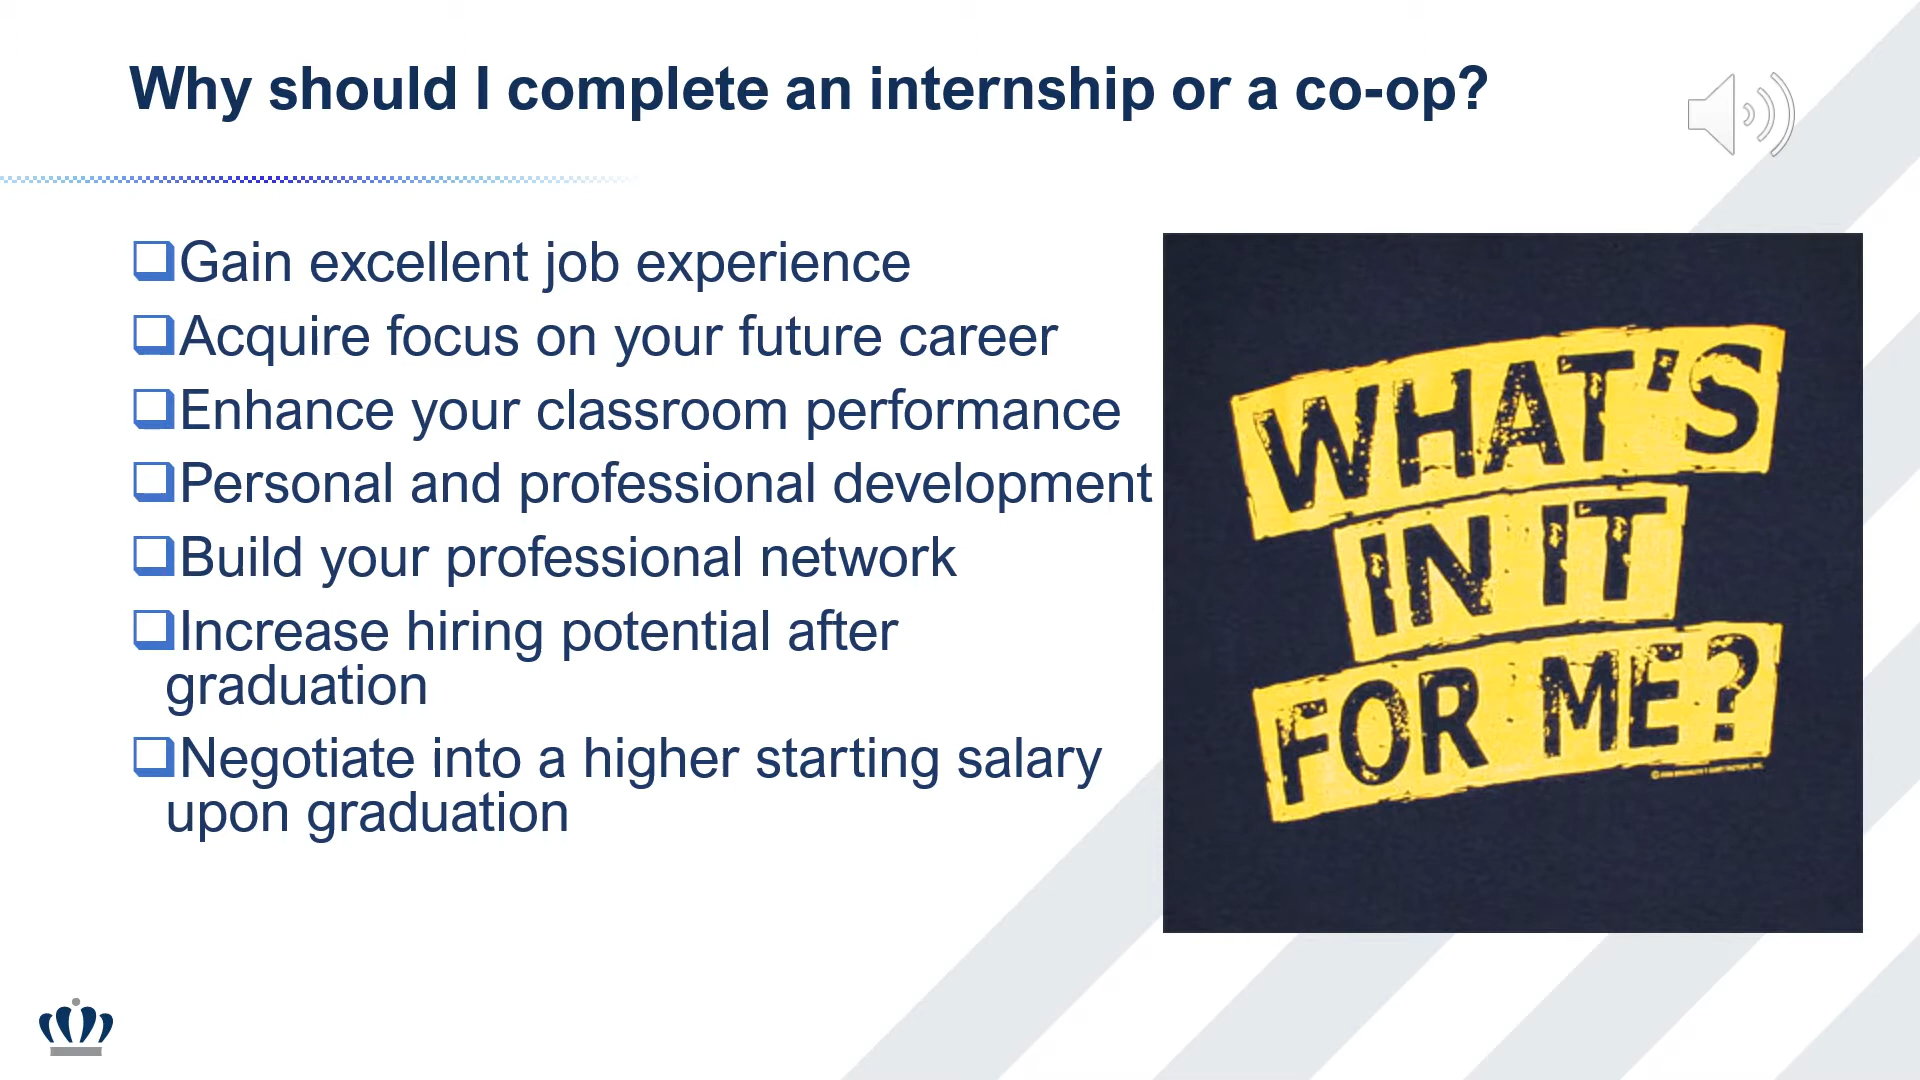 Why should I complete an internship or a co-op?
Gain excellent job experience
Acquire focus on your future career
Enhance your classroom performance
Personal and professional development
Build your professional network
Increase hiring potential after
graduation
Negotiate into a higher starting salary
upon graduation
WHAT'S
IN IT
FOR ME?